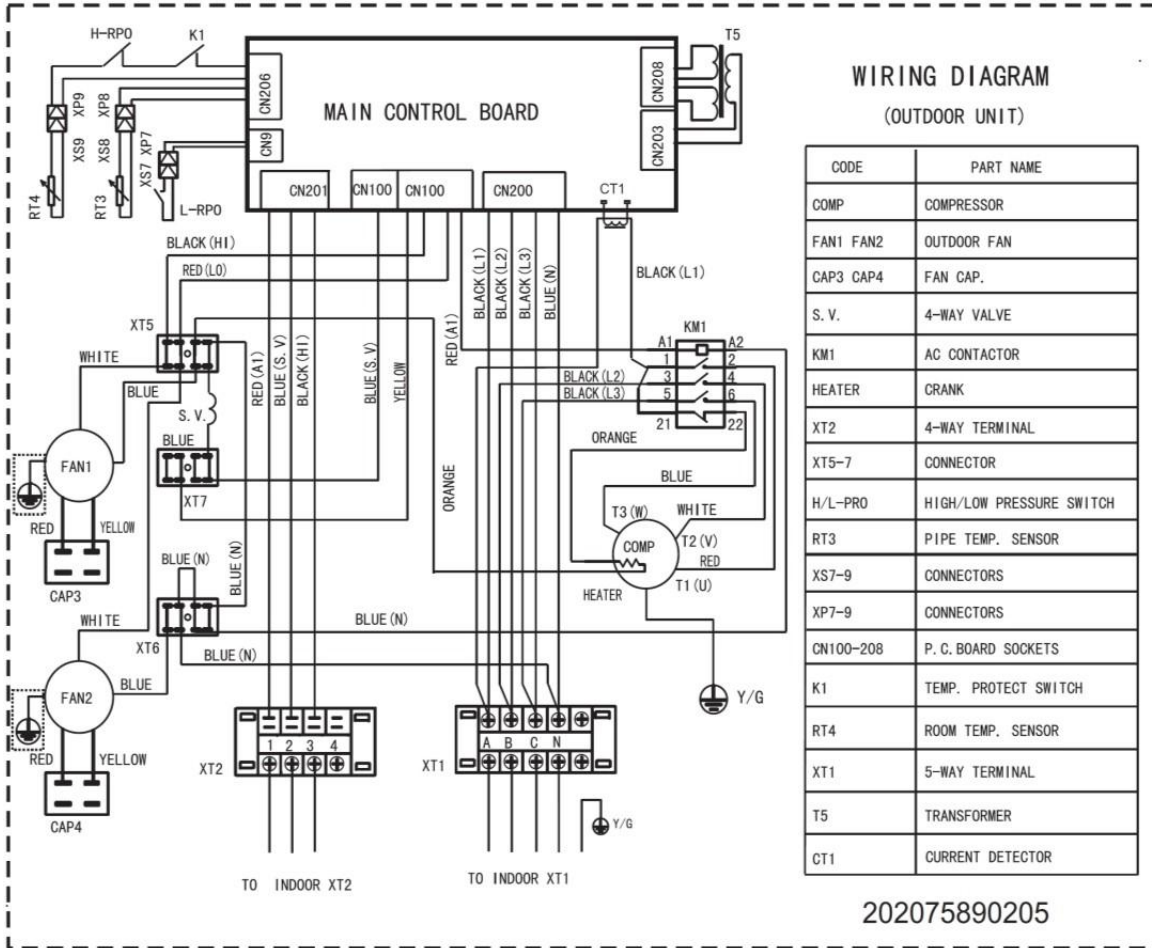 H-RPO
K1
T5
CN206
CN208
MAIN CONTROL BOARD
XP9
XP8
CN9
CN203
XS9
XS8
XS7 XP7
CN201
CN100
CN100
CN200
CT1
RT4
RT3
L-RPO
BLACK(HI)
RED(LO)
BLACK(L1)
BLACK(L2)
BLACK(L3)
BLUE(N)
BLACK(L1)
XT5
KM1
WHITE
RED(A1)
BLUE(S.V)
BLACK(HI)
BLUE(S.V)
YELLOW
RED(A1)
A1
A2
1
2
BLACK(L2)
3
4
BLACK(L3)
5
6
BLUE
S.V.
21
22
BLUE
ORANGE
FAN1
XT7
BLUE
ORANGE
RED
YELLOW
T3(W)
WHITE
COMP
T2(V)
BLUE(N)
BLUE(N)
RED
CAP3
HEATER
T1(U)
WHITE
BLUE(N)
XT6
BLUE(N)
BLUE
Y/G
FAN2
1 2 3 4
A B C N
RED
YELLOW
XT2
XT1
CAP4
Y/G
TO INDOOR XT2
TO INDOOR XT1
WIRING DIAGRAM
(OUTDOOR UNIT)
CODE PART NAME
COMP COMPRESSOR
FAN1 FAN2 OUTDOOR FAN
CAP3 CAP4 FAN CAP.
S.V. 4-WAY VALVE
KM1 AC CONTACTOR
HEATER CRANK
XT2 4-WAY TERMINAL
XT5-7 CONNECTOR
H/L-PRO HIGH/LOW PRESSURE SWITCH
RT3 PIPE TEMP. SENSOR
XS7-9 CONNECTORS
XP7-9 CONNECTORS
CN100-208 P.C.BOARD SOCKETS
K1 TEMP. PROTECT SWITCH
RT4 ROOM TEMP. SENSOR
XT1 5-WAY TERMINAL
T5 TRANSFORMER
CT1 CURRENT DETECTOR
202075890205